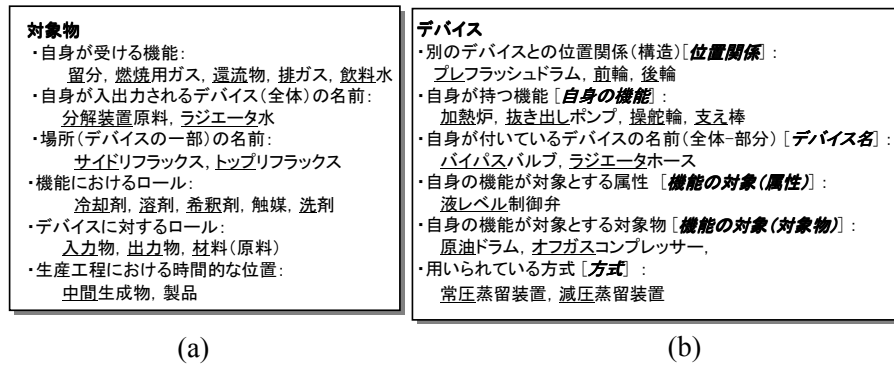 対象物
・自身が受ける機能：
留分, 燃焼用ガス, 還流物, 排ガス, 飲料水
・自身が入出力されるデバイス（全体）の名前：
分解装置原料, ラジエータ水
・場所（デバイスの一部）の名前：
サイドリフラックス, トップリフラックス
・機能におけるロール：
冷却剤, 溶剤, 希釈剤, 触媒, 洗剤
・デバイスに対するロール：
入力物, 出力物, 材料（原料）
・生産工程における時間的な位置：
中間生成物, 製品
(a)
デバイス
・別のデバイスとの位置関係（構造）［位置関係］：
プレフラッシュドラム, 前輪, 後輪
・自身が持つ機能［自身の機能］：
加熱炉, 抜き出しポンプ, 操舵輪, 支え棒
・自身が付いているデバイスの名前（全体-部分）［デバイス名］：
バイパスバルブ, ラジエータホース
・自身の機能が対象とする属性 ［機能の対象（属性）］：
液レベル制御弁
・自身の機能が対象とする対象物［機能の対象（対象物）］：
原油ドラム, オフガスコンプレッサー,
・用いられている方式［方式］：
常圧蒸留装置, 減圧蒸留装置
(b)